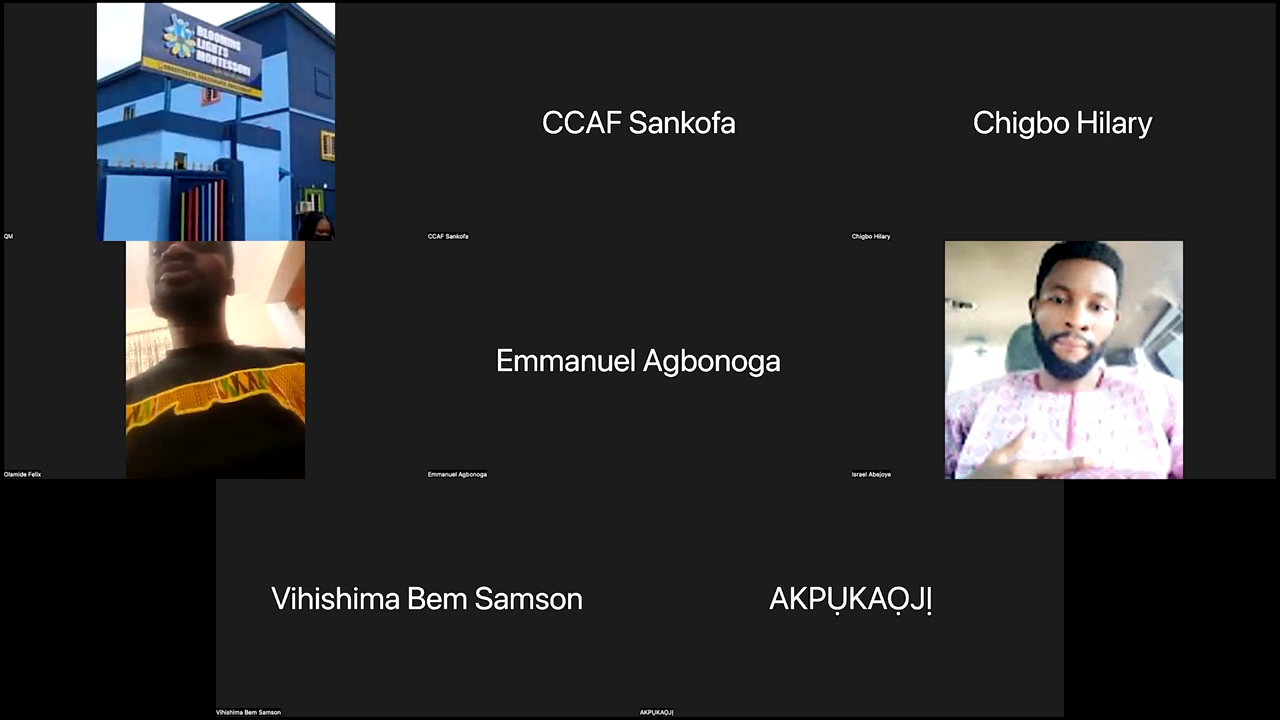 BLOOMING
LIGHTS
MONTESSORI
CCAF Sankofa
Chigbo Hilary
QM
CCAF Sankofa
Chigbo Hilary
Emmanuel Agbonoga
Olamide Felix
Emmanuel Agbonoga
Israel Abejoye
Vihishima Bem Samson
AKPỤKAỌJỊ
Vihishima Bem Samson
AKPỤKAỌJỊ